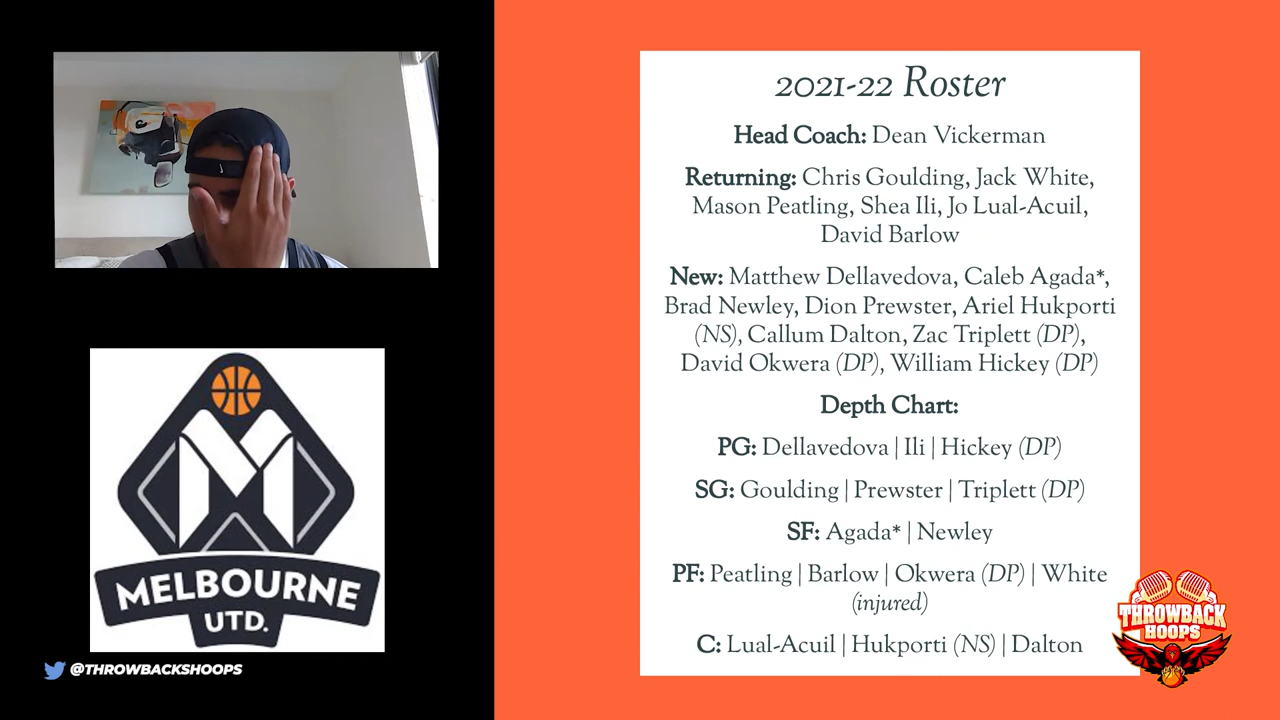 2021-22 Roster
Head Coach: Dean Vickerman
Returning: Chris Goulding, Jack White,
Mason Peatling, Shea Ili, Jo Lual-Acuil,
David Barlow
New: Matthew Dellavedova, Caleb Agada*,
Brad Newley, Dion Prewster, Ariel Hukporti
(NS), Callum Dalton, Zac Triplett (DP),
David Okwera (DP), William Hickey (DP)
Depth Chart:
PG: Dellavedova | Ili | Hickey (DP)
SG: Goulding | Prewster | Triplett (DP)
SF: Agada* | Newley
PF: Peatling | Barlow | Okwera (DP) | White
(injured)
C: Lual-Acuil | Hukporti (NS) | Dalton
MELBOURNE
UTD.
@THROWBACKSHOOPS
THROWBACK
HOOPS